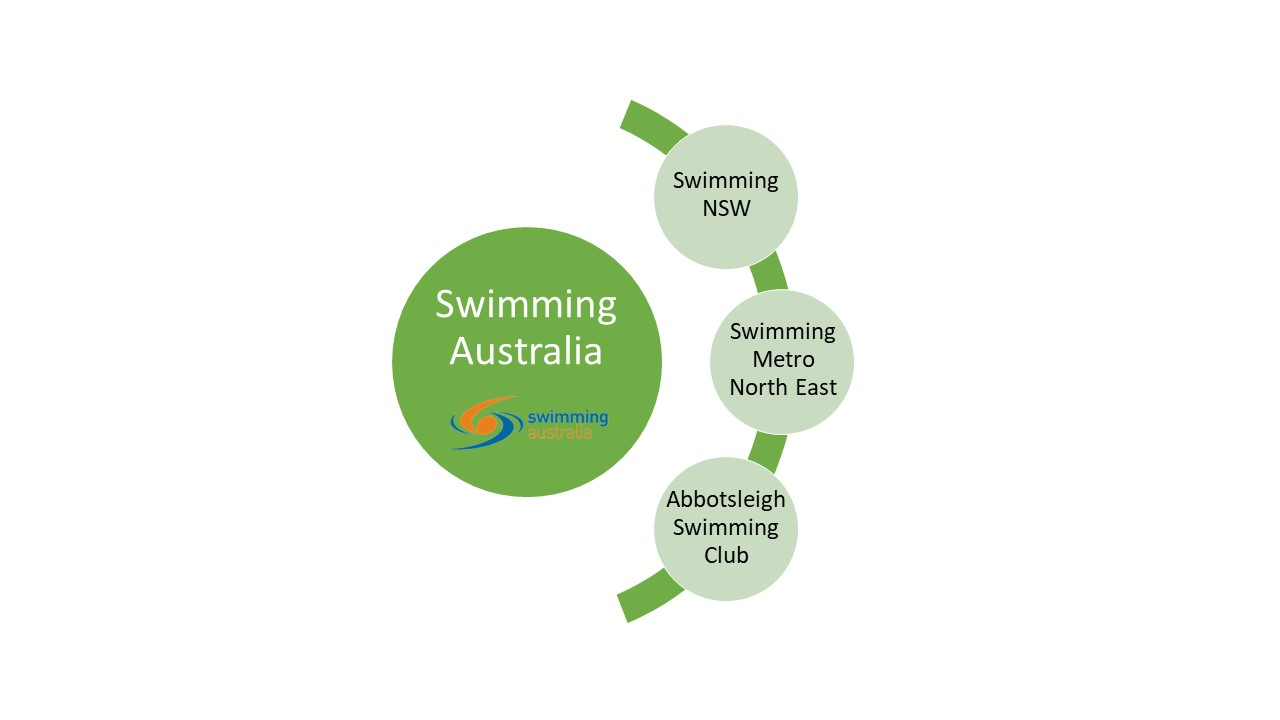 Swimming
Australia
swimming
australia
Swimming
NSW
Swimming
Metro
North East
Abbotsleigh
Swimming
Club